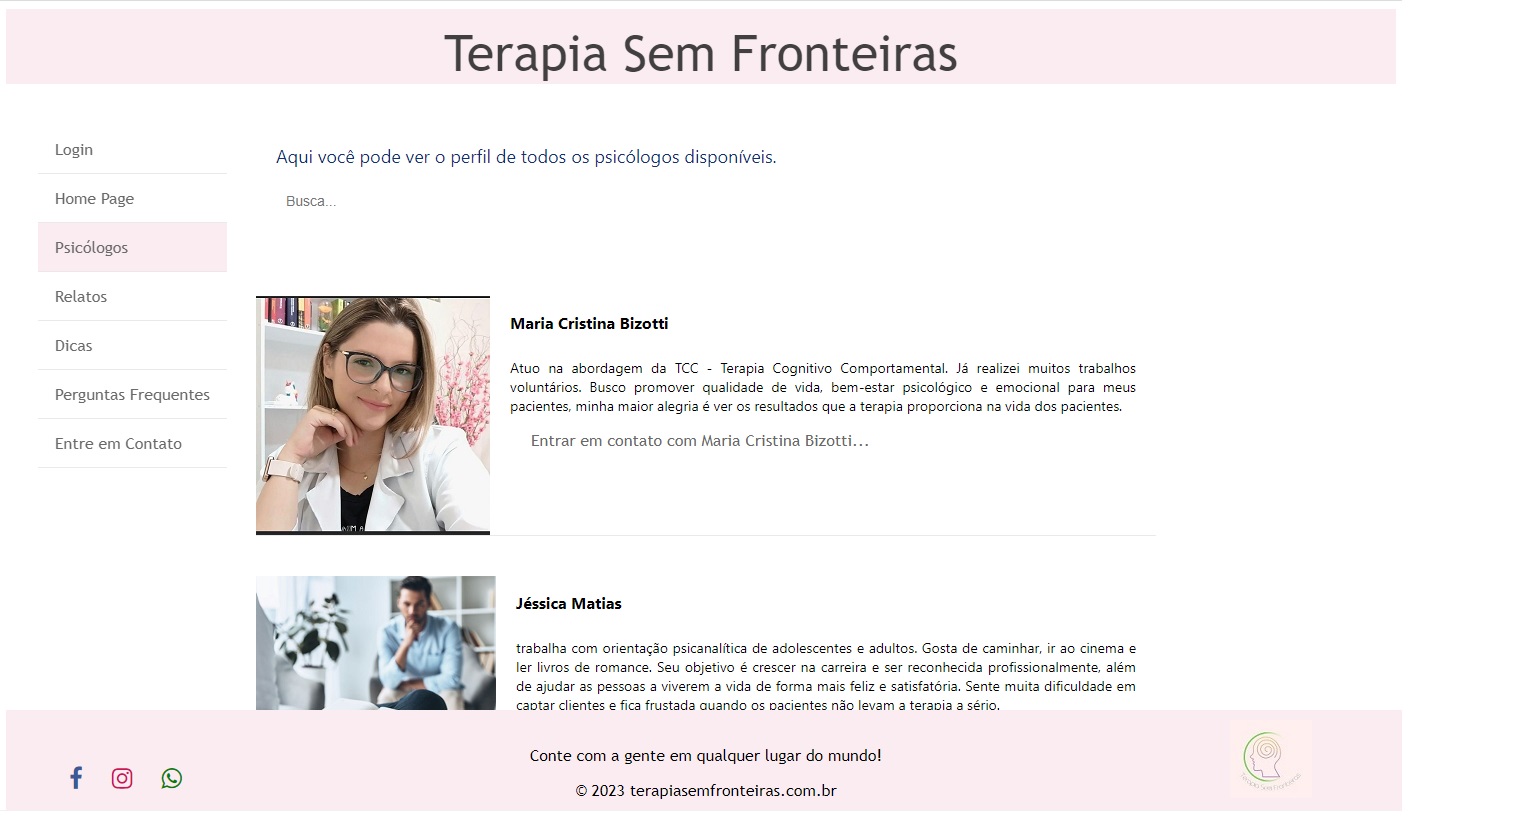 Terapia Sem Fronteiras
Login
Home Page
Psicólogos
Relatos
Dicas
Perguntas Frequentes
Entre em Contato
Aqui você pode ver o perfil de todos os psicólogos disponíveis.
Busca...
Maria Cristina Bizotti
Atuo na abordagem da TCC - Terapia Cognitivo Comportamental. Já realizei muitos trabalhos
voluntários. Busco promover qualidade de vida, bem-estar psicológico e emocional para meus
pacientes, minha maior alegria é ver os resultados que a terapia proporciona na vida dos pacientes.
Entrar em contato com Maria Cristina Bizotti...
Jéssica Matias
trabalha com orientação psicanalítica de adolescentes e adultos. Gosta de caminhar, ir ao cinema e
ler livros de romance. Seu objetivo é crescer na carreira e ser reconhecida profissionalmente, além
de ajudar as pessoas a viverem a vida de forma mais feliz e satisfatória. Sente muita dificuldade em
captar clientes e fica frustada quando os pacientes não levam a terapia a sério.
Conte com a gente em qualquer lugar do mundo!
© 2023 terapiasemfronteiras.com.br
Terapia Sem Fronteiras